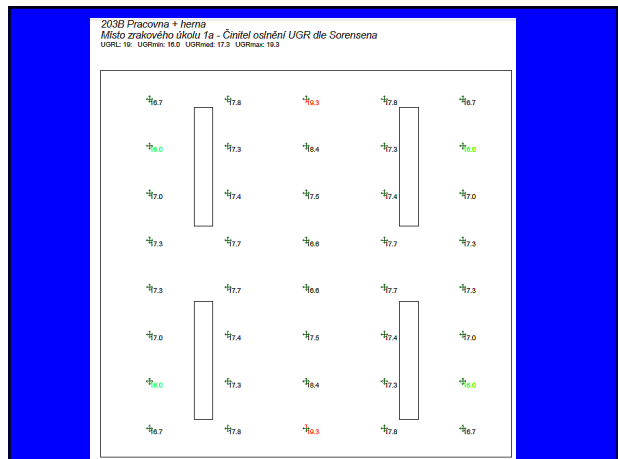 203B Pracovna + herna
Místo zrakového úkolu 1a - Činitel oslnění UGR dle Sorensena
UGRL: 19: UGRmin: 16.0 UGRmed: 17.3 UGRmax: 19.3
16.7 17.8 19.3 17.8 16.7
16.0 17.3 18.4 17.3 16.0
17.0 17.4 17.5 17.4 17.0
17.3 17.7 16.6 17.7 17.3
17.3 17.7 16.6 17.7 17.3
17.0 17.4 17.5 17.4 17.0
16.0 17.3 18.4 17.3 16.0
16.7 17.8 19.3 17.8 16.7